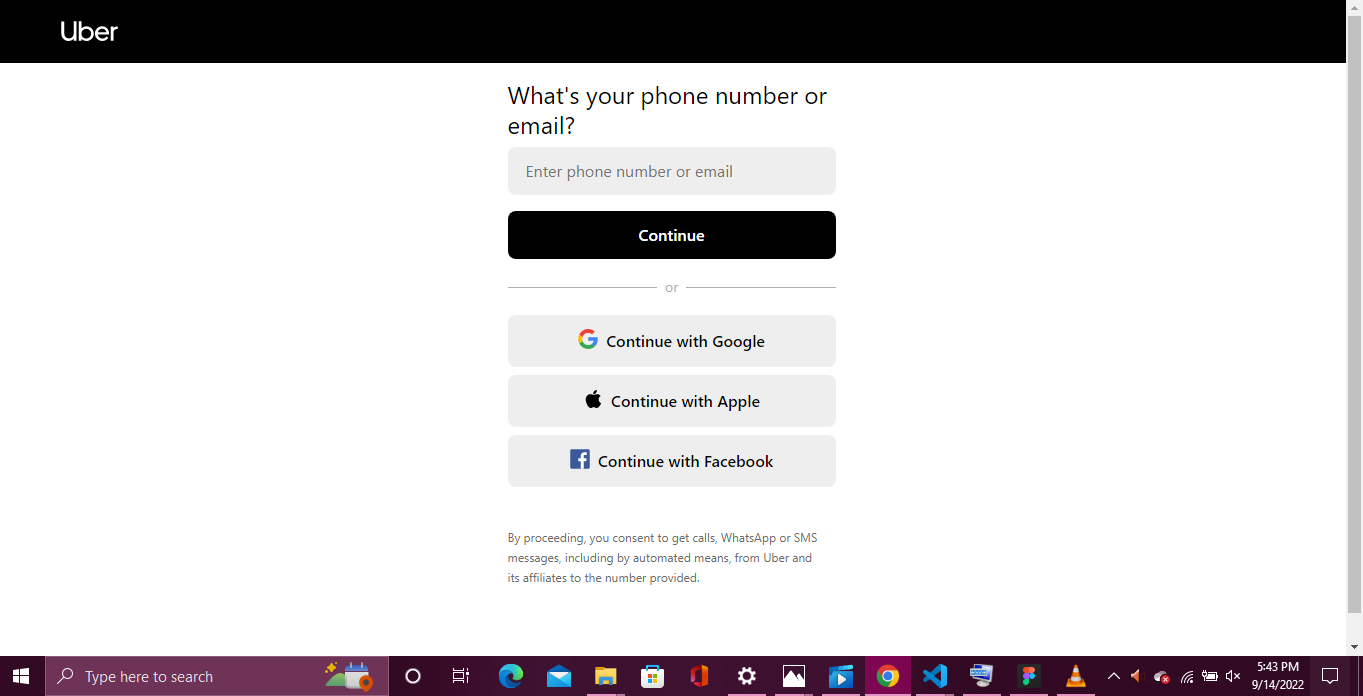 Uber
What's your phone number or
email?
Enter phone number or email
Continue
or
Continue with Google
Continue with Apple
Continue with Facebook
By proceeding, you consent to get calls, WhatsApp or SMS
messages, including by automated means, from Uber and
its affiliates to the number provided.
Type here to search
5:43 PM
9/14/2022